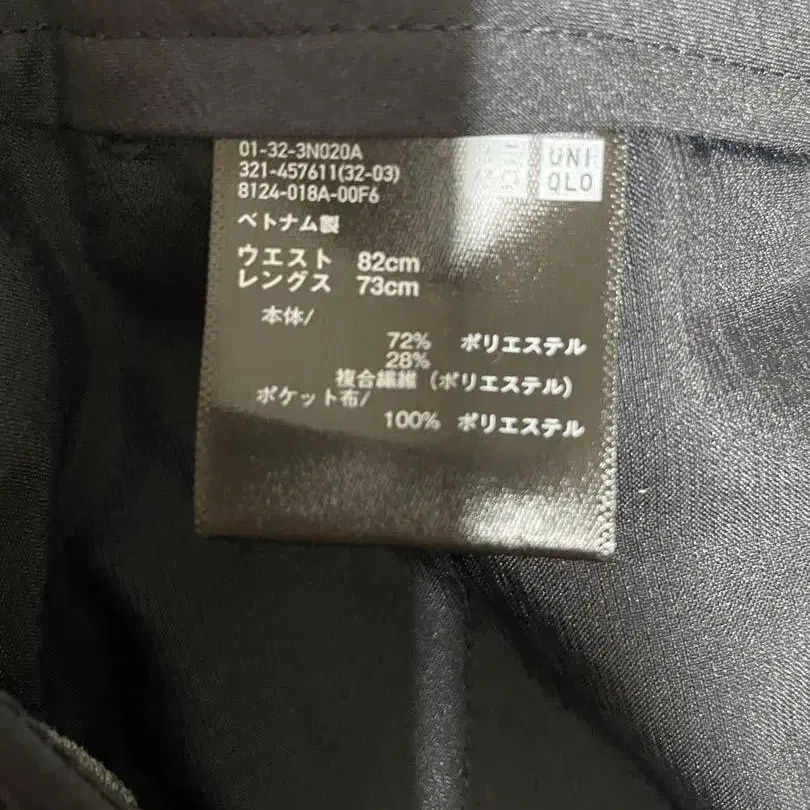 01-32-3N020A
321-457611(32-03)
8124-018A-00F6
UNI
QLO
ベトナム製
ウエスト 82cm
レングス 73cm
本体/
72% ポリエステル
28%
複合繊維 (ポリエステル)
ポケット布/
100% ポリエステル